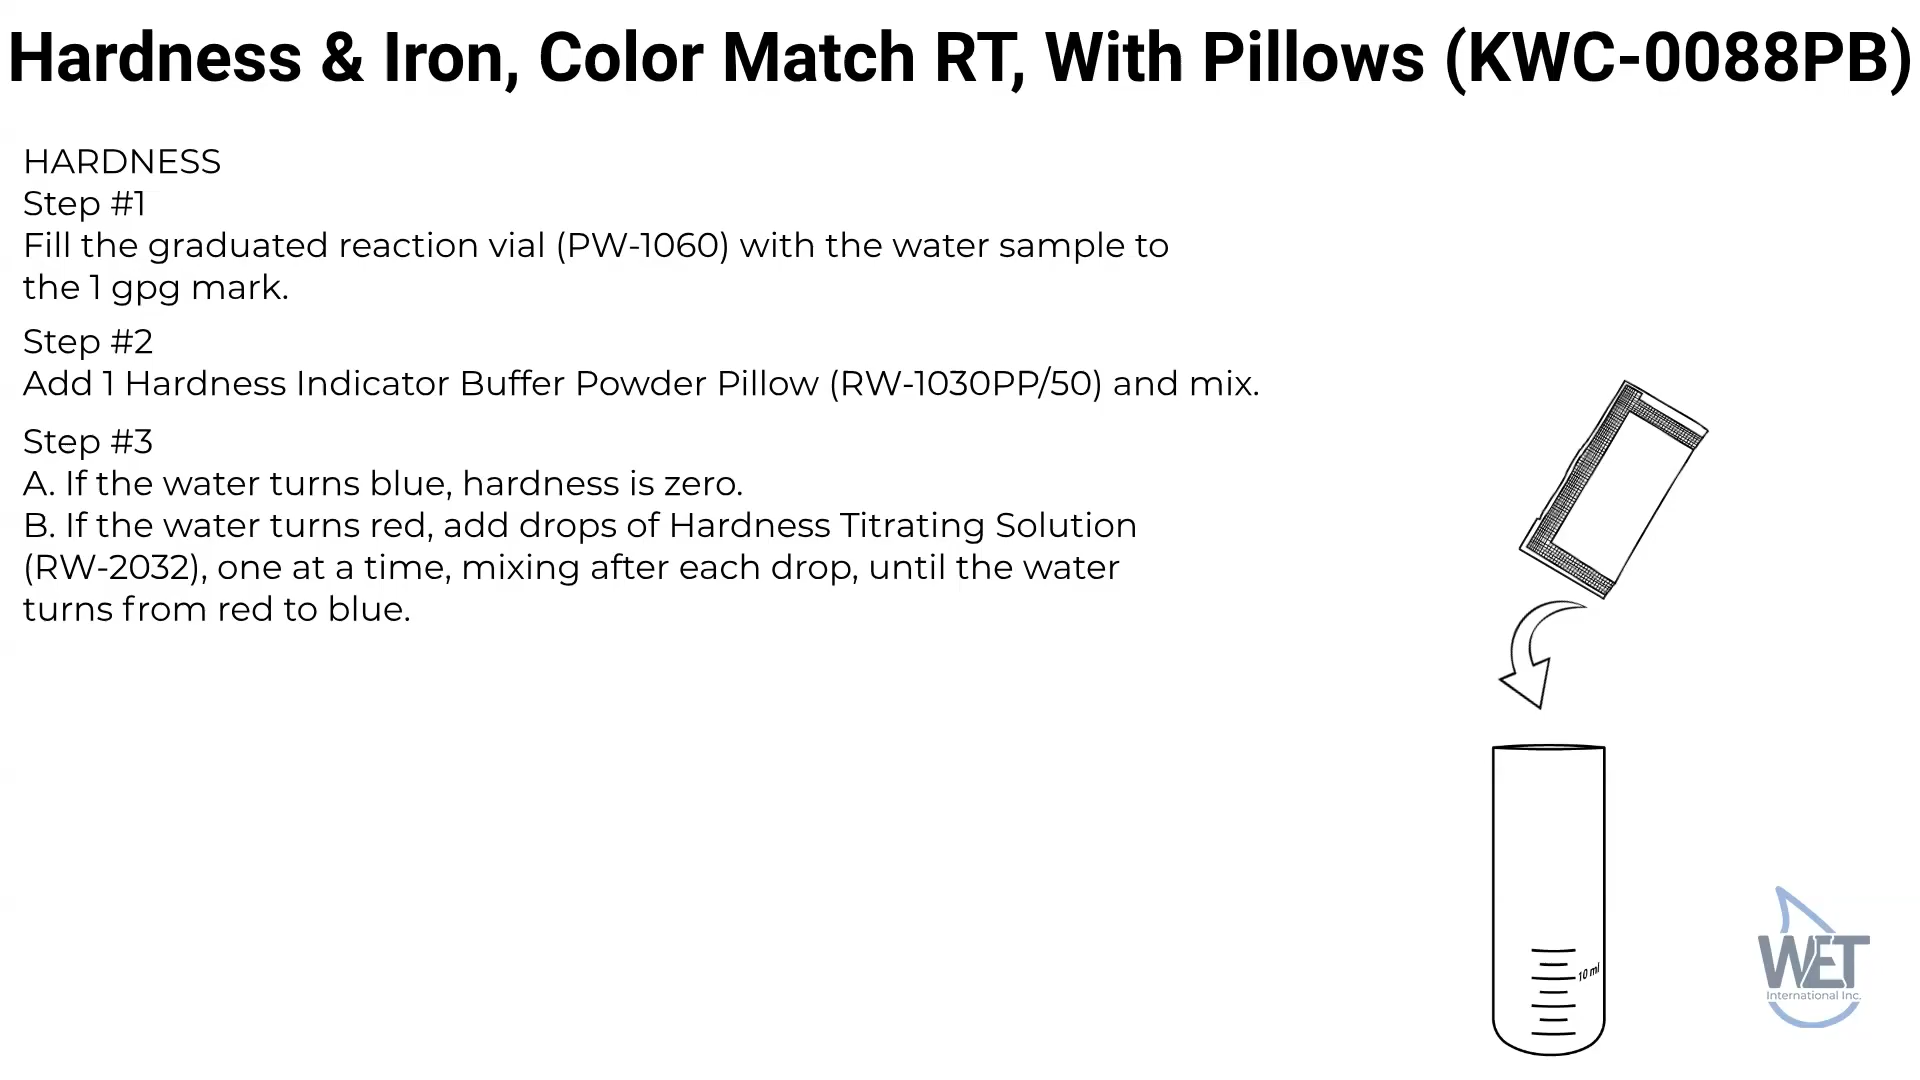 Hardness & Iron, Color Match RT, With Pillows (KWC-0088PB)
HARDNESS
Step #1
Fill the graduated reaction vial (PW-1060) with the water sample to
the 1 gpg mark.
Step #2
Add 1 Hardness Indicator Buffer Powder Pillow (RW-1030PP/50) and mix.
Step #3
A. If the water turns blue, hardness is zero.
B. If the water turns red, add drops of Hardness Titrating Solution
(RW-2032), one at a time, mixing after each drop, until the water
turns from red to blue.
10 ml
WET
International Inc.